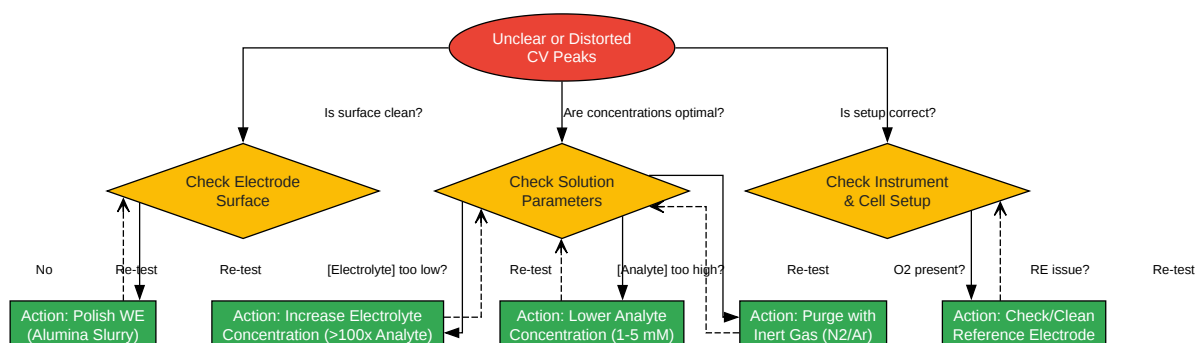 Unclear or Distorted
CV Peaks
Is surface clean?
Are concentrations optimal?
Is setup correct?
Check Electrode
Surface
Check Solution
Parameters
Check Instrument
& Cell Setup
No
Re-test
Re-test
[Electrolyte] too low?
Re-test
[Analyte] too high?
Re-test
O2 present?
RE issue?
Re-test
Action: Polish WE
(Alumina Slurry)
Action: Increase Electrolyte
Concentration (>100x Analyte)
Action: Lower Analyte
Concentration (1-5 mM)
Action: Purge with
Inert Gas (N2/Ar)
Action: Check/Clean
Reference Electrode